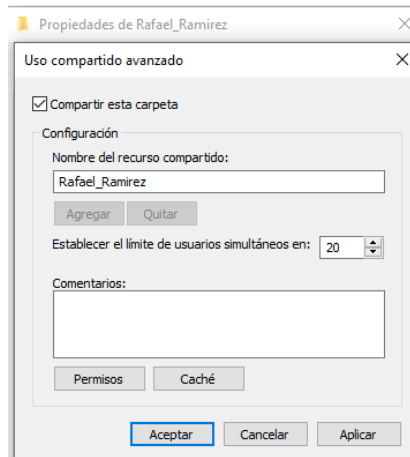 Propiedades de Rafael_Ramirez
Uso compartido avanzado
Compartir esta carpeta
Configuración
Nombre del recurso compartido:
Rafael_Ramirez
Agregar Quitar
Establecer el límite de usuarios simultáneos en: 20
Comentarios:
Permisos Caché
Aceptar Cancelar Aplicar